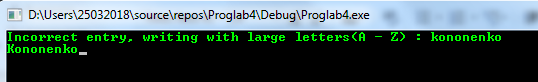 D:\Users\25032018\source\repos\Proglab4\Debug\Proglab4.exe
Incorrect entry, writing with large letters(A - Z) : kononenko
Kononenko